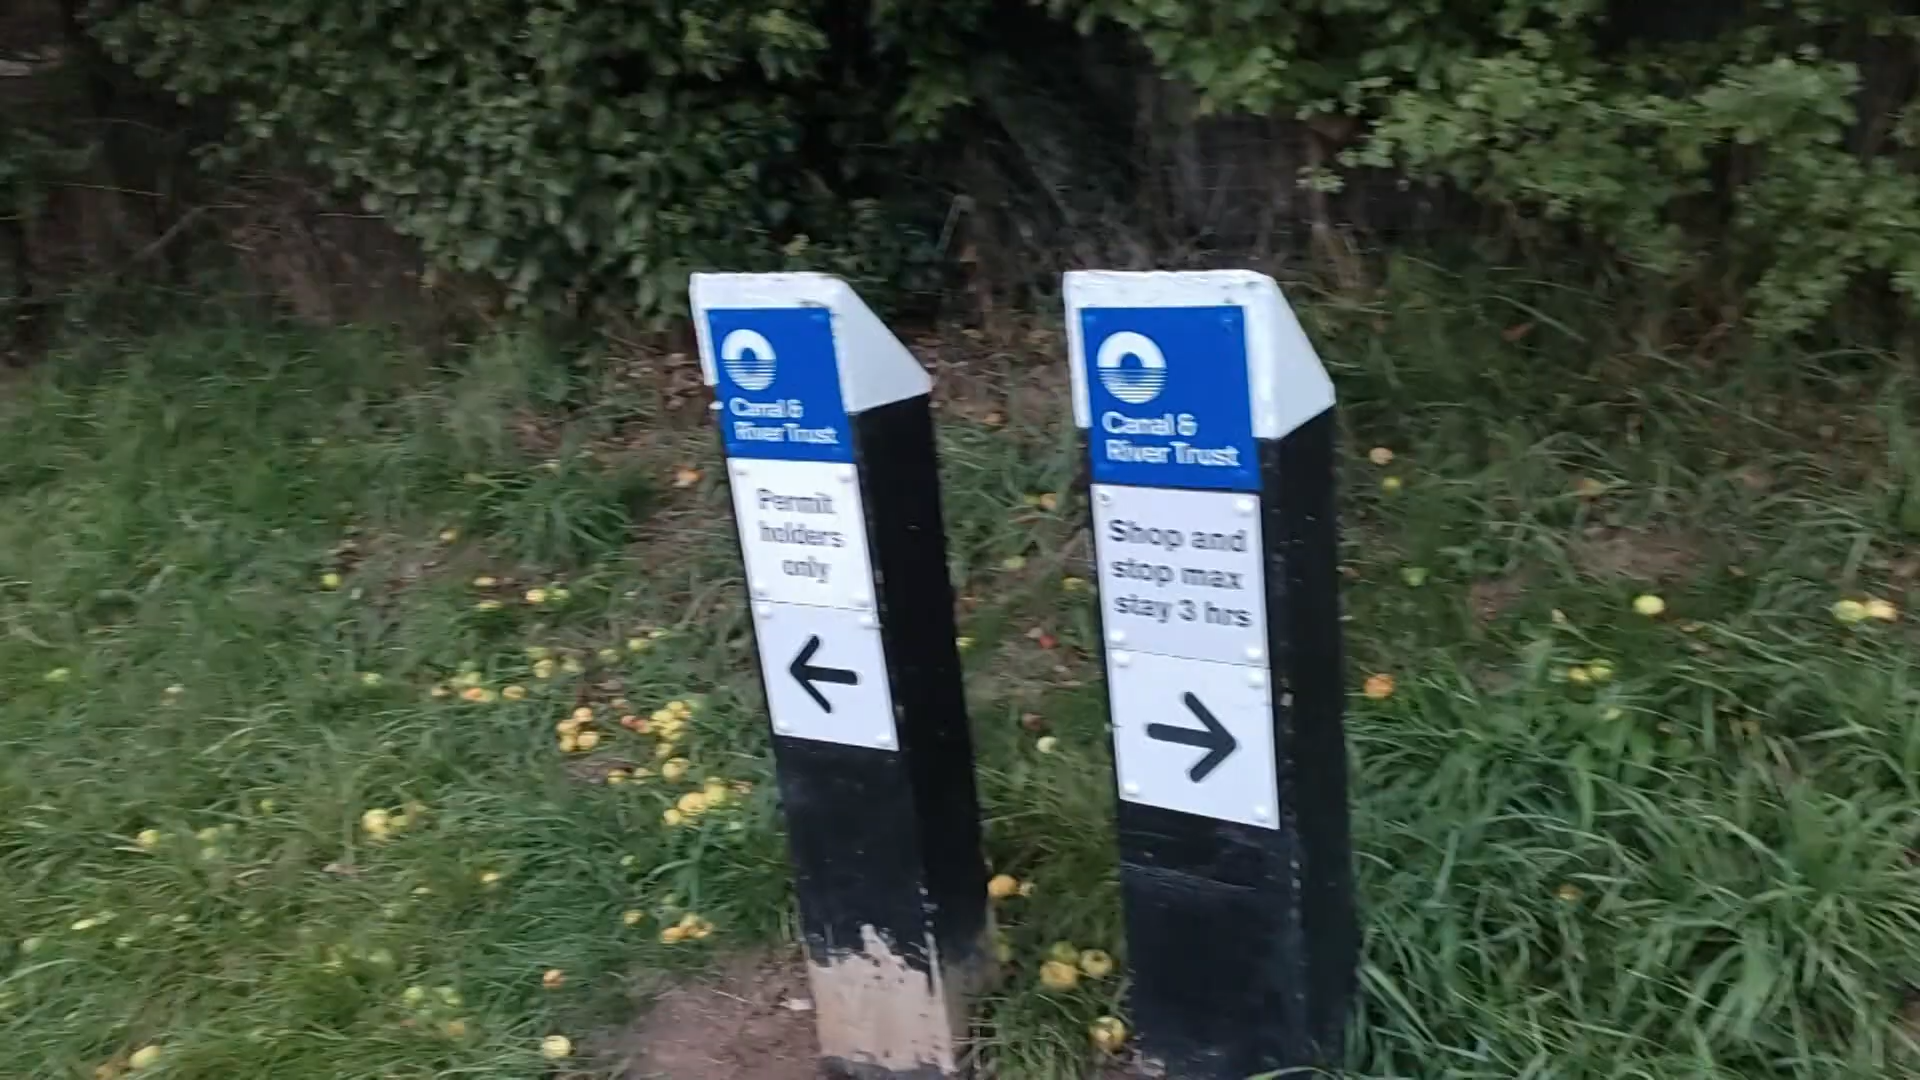 Canal &
River Trust
Permit
holders
only
Canal &
River Trust
Shop and
stop max
stay 3 hrs